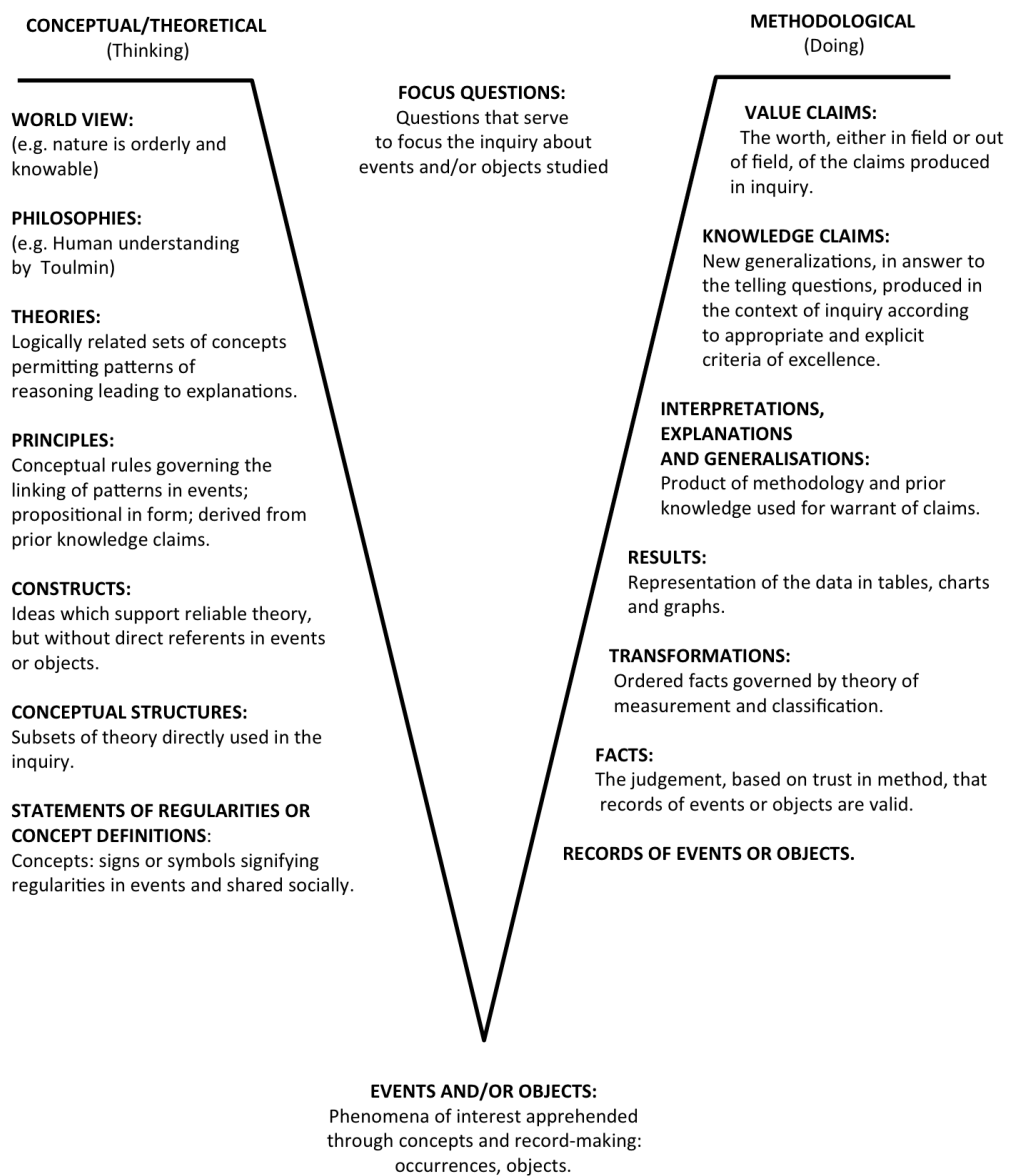 CONCEPTUAL/THEORETICAL
(Thinking)
WORLD VIEW:
(e.g. nature is orderly and
knowable)
PHILOSOPHIES:
(e.g. Human understanding
by Toulmin)
THEORIES:
Logically related sets of concepts
permitting patterns of
reasoning leading to explanations.
PRINCIPLES:
Conceptual rules governing the
linking of patterns in events;
propositional in form; derived from
prior knowledge claims.
CONSTRUCTS:
Ideas which support reliable theory,
but without direct referents in events
or objects.
CONCEPTUAL STRUCTURES:
Subsets of theory directly used in the
inquiry.
STATEMENTS OF REGULARITIES OR
CONCEPT DEFINITIONS:
Concepts: signs or symbols signifying
regularities in events and shared socially.
FOCUS QUESTIONS:
Questions that serve
to focus the inquiry about
events and/or objects studied
METHODOLOGICAL
(Doing)
VALUE CLAIMS:
The worth, either in field or out
of field, of the claims produced
in inquiry.
KNOWLEDGE CLAIMS:
New generalizations, in answer to
the telling questions, produced in
the context of inquiry according
to appropriate and explicit
criteria of excellence.
INTERPRETATIONS,
EXPLANATIONS
AND GENERALISATIONS:
Product of methodology and prior
knowledge used for warrant of claims.
RESULTS:
Representation of the data in tables, charts
and graphs.
TRANSFORMATIONS:
Ordered facts governed by theory of
measurement and classification.
FACTS:
The judgement, based on trust in method, that
records of events or objects are valid.
RECORDS OF EVENTS OR OBJECTS.
EVENTS AND/OR OBJECTS:
Phenomena of interest apprehended
through concepts and record-making:
occurrences, objects.